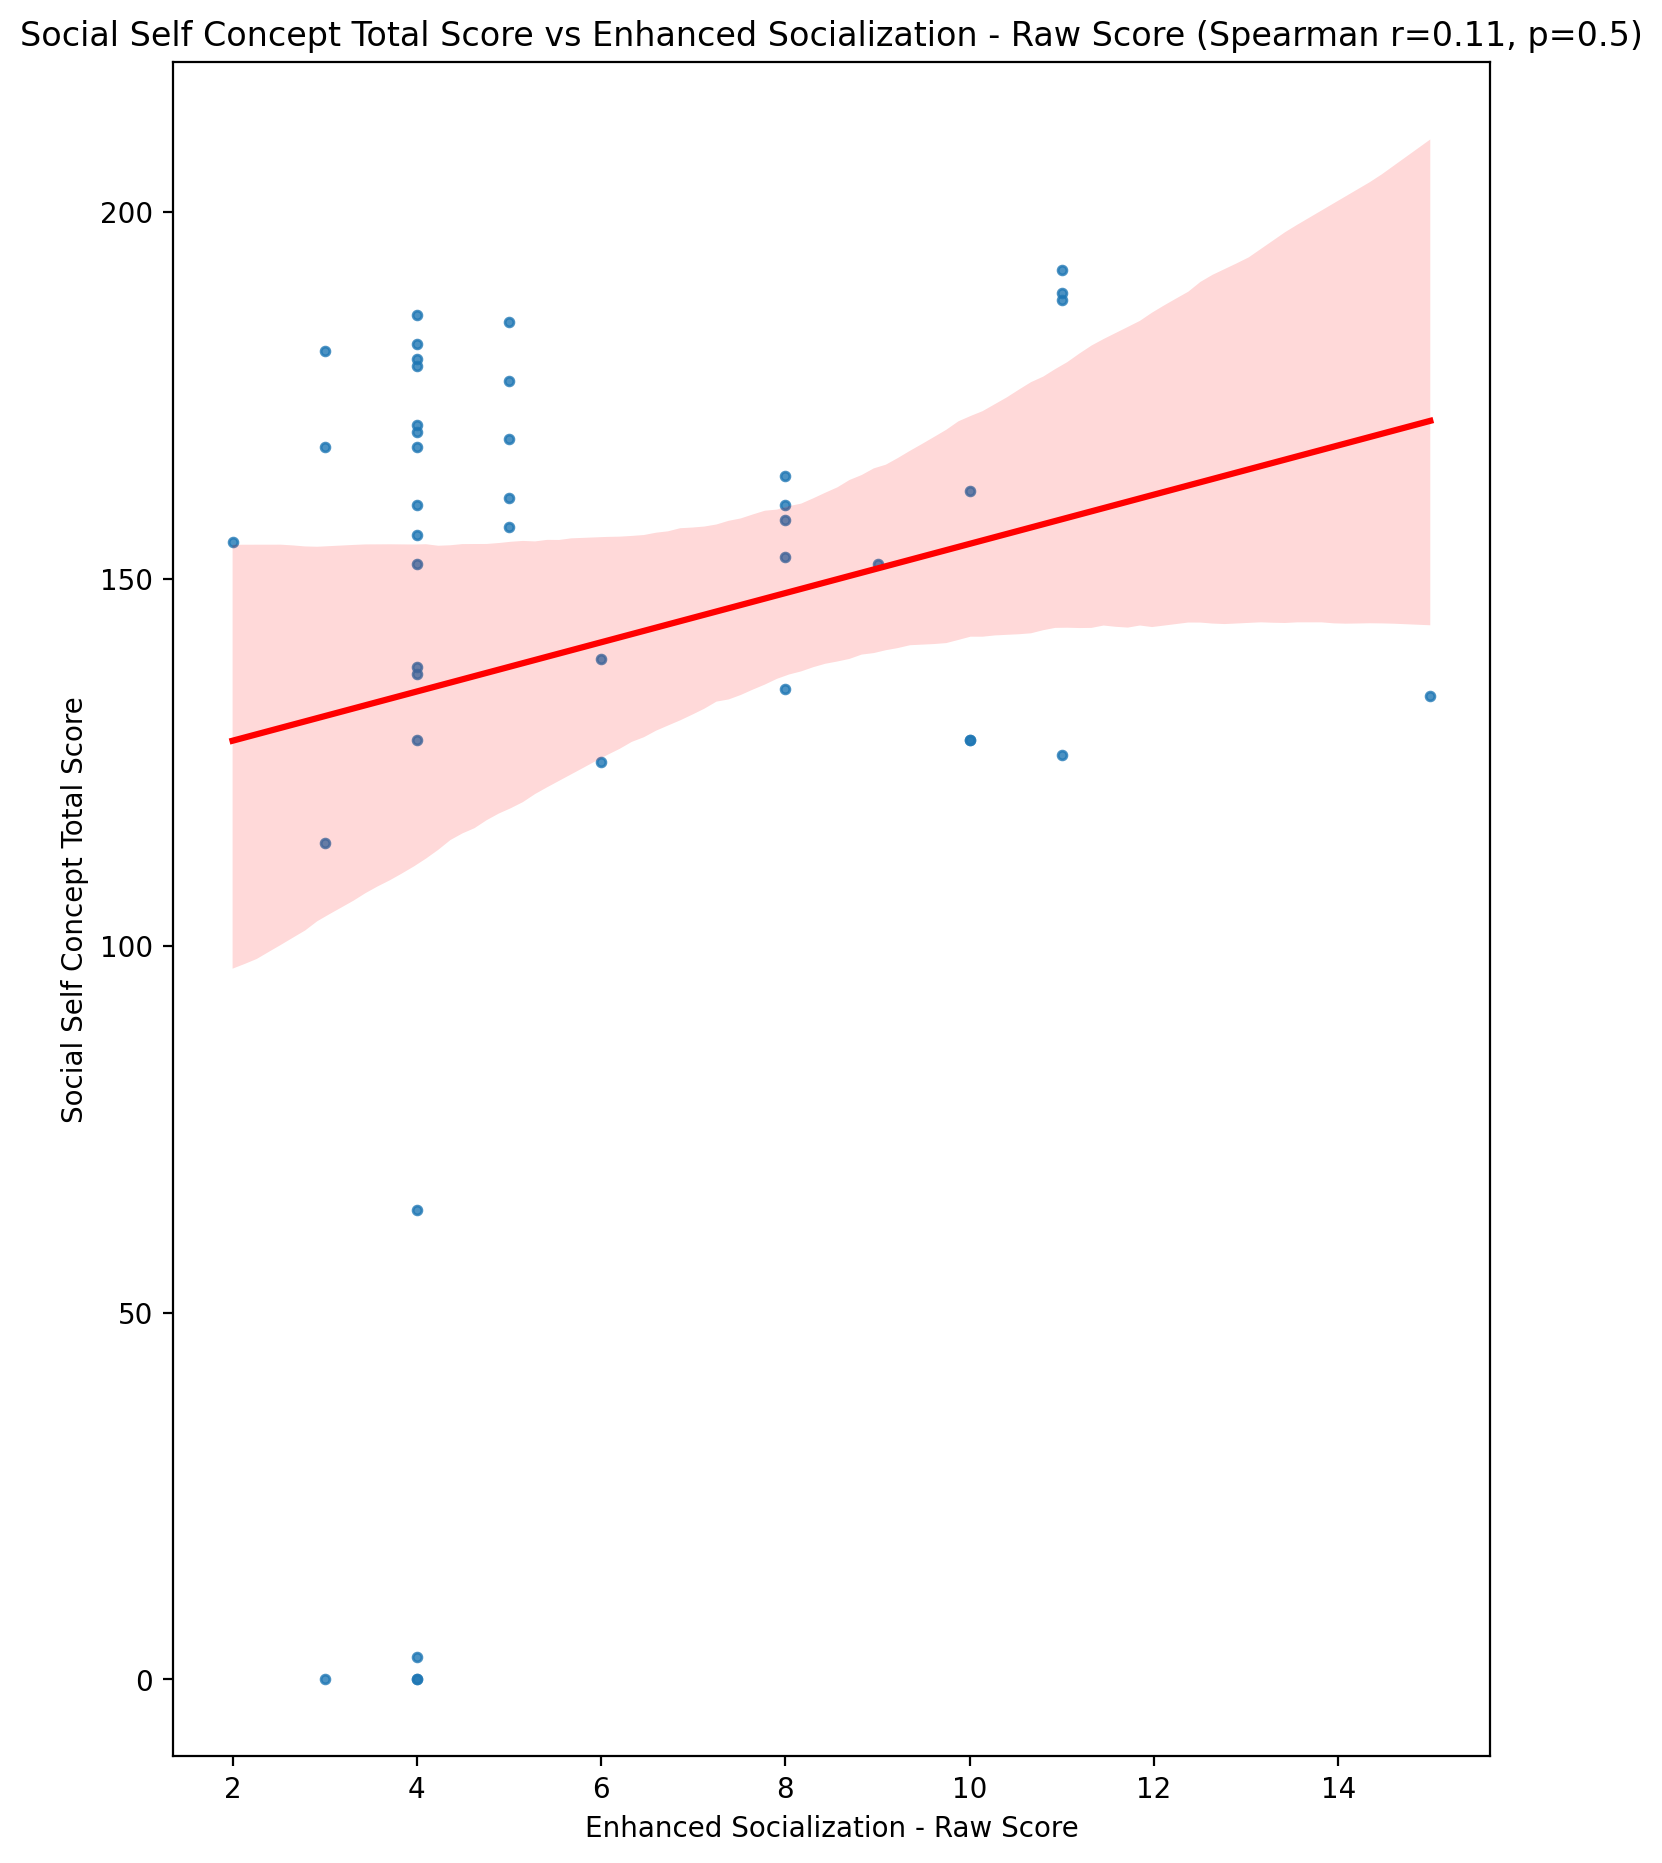 Social Self Concept Total Score vs Enhanced Socialization - Raw Score (Spearman r=0.11, p=0.5)
200
150
100
50
0
Social Self Concept Total Score
2 4 6 8 10 12 14
Enhanced Socialization - Raw Score